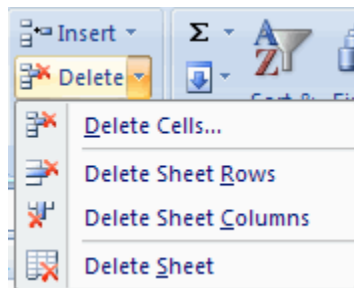 Insert
Σ
Delete
A
Z
Delete Cells...
Delete Sheet Rows
Delete Sheet Columns
Delete Sheet